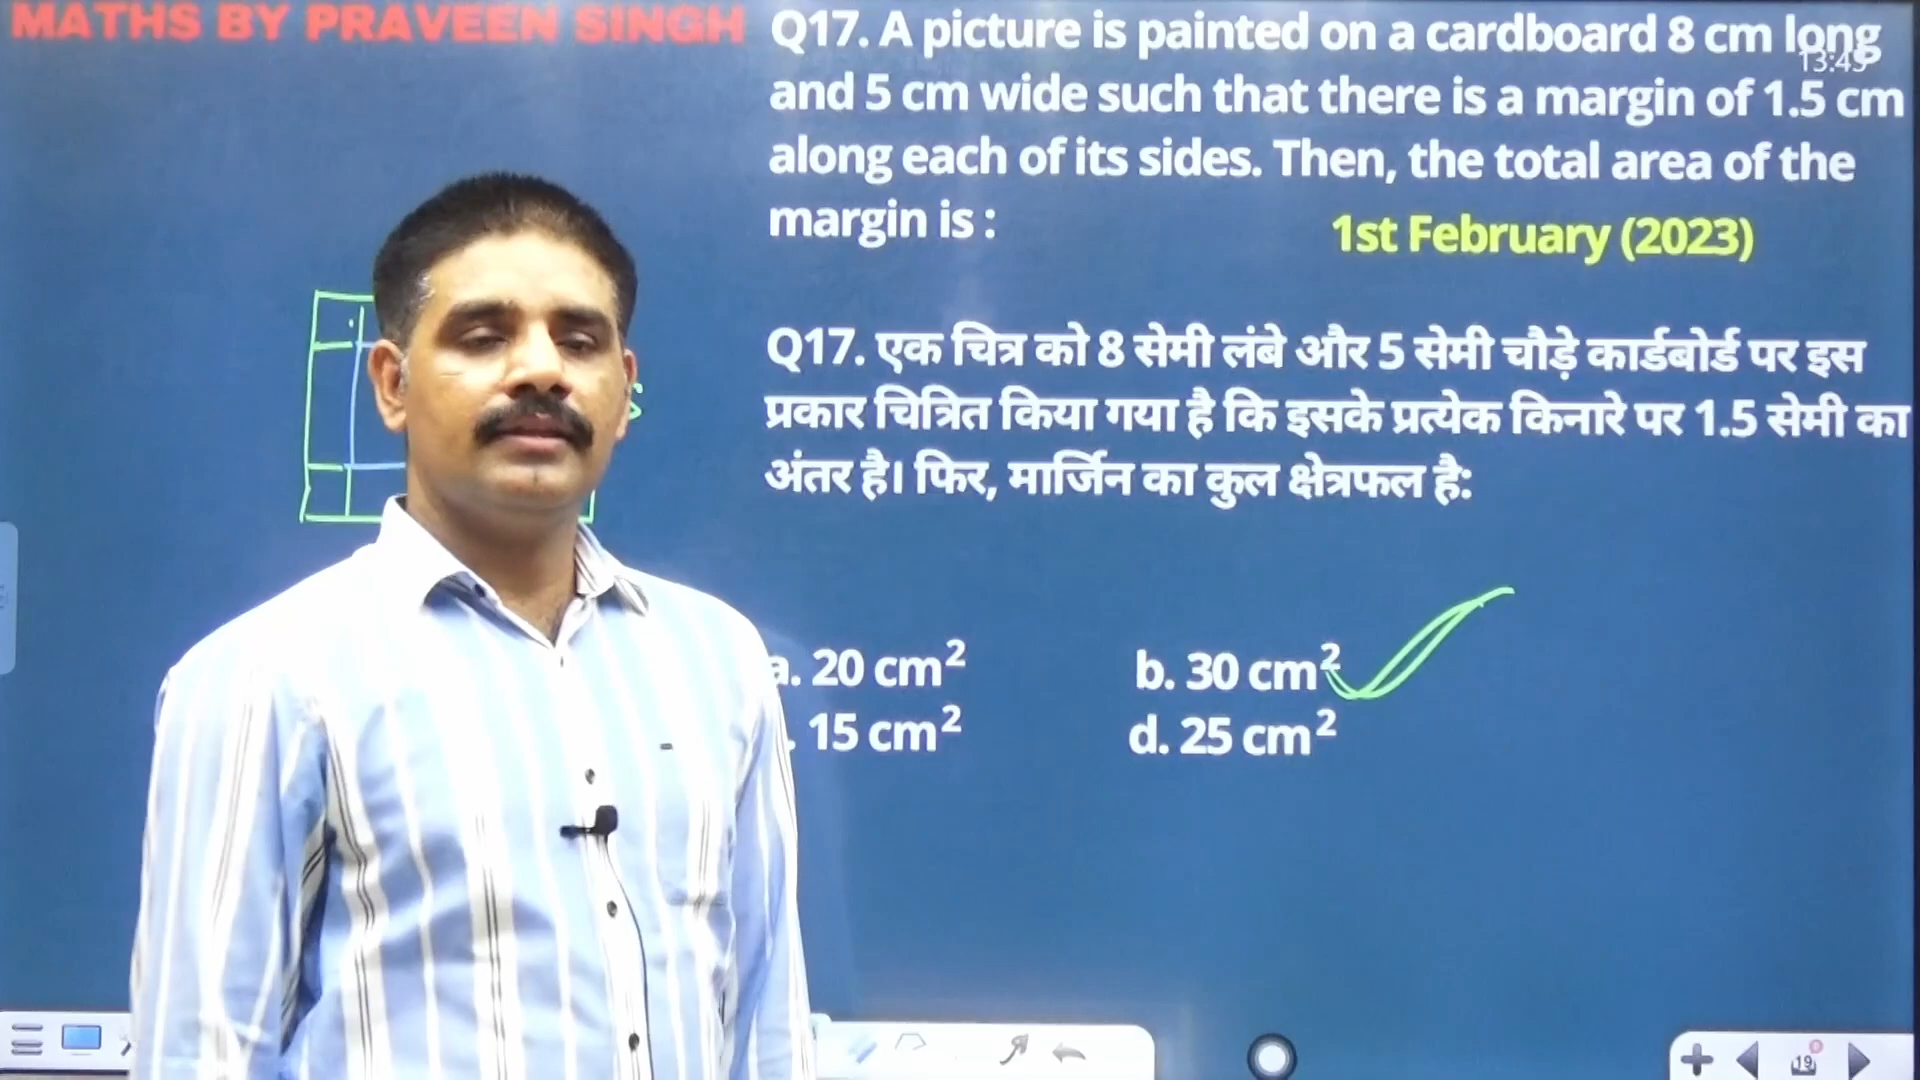 MATHS BY PRAVEEN SINGH
Q17. A picture is painted on a cardboard 8 cm long
13:45
and 5 cm wide such that there is a margin of 1.5 cm
along each of its sides. Then, the total area of the
margin is :
1st February (2023)
Q17. एक चित्र को 8 सेमी लंबे और 5 सेमी चौड़े कार्डबोर्ड पर इस
प्रकार चित्रित किया गया है कि इसके प्रत्येक किनारे पर 1.5 सेमी का
अंतर है। फिर, मार्जिन का कुल क्षेत्रफल है:
a. 20 cm² b. 30 cm²
. 15 cm² d. 25 cm²
19